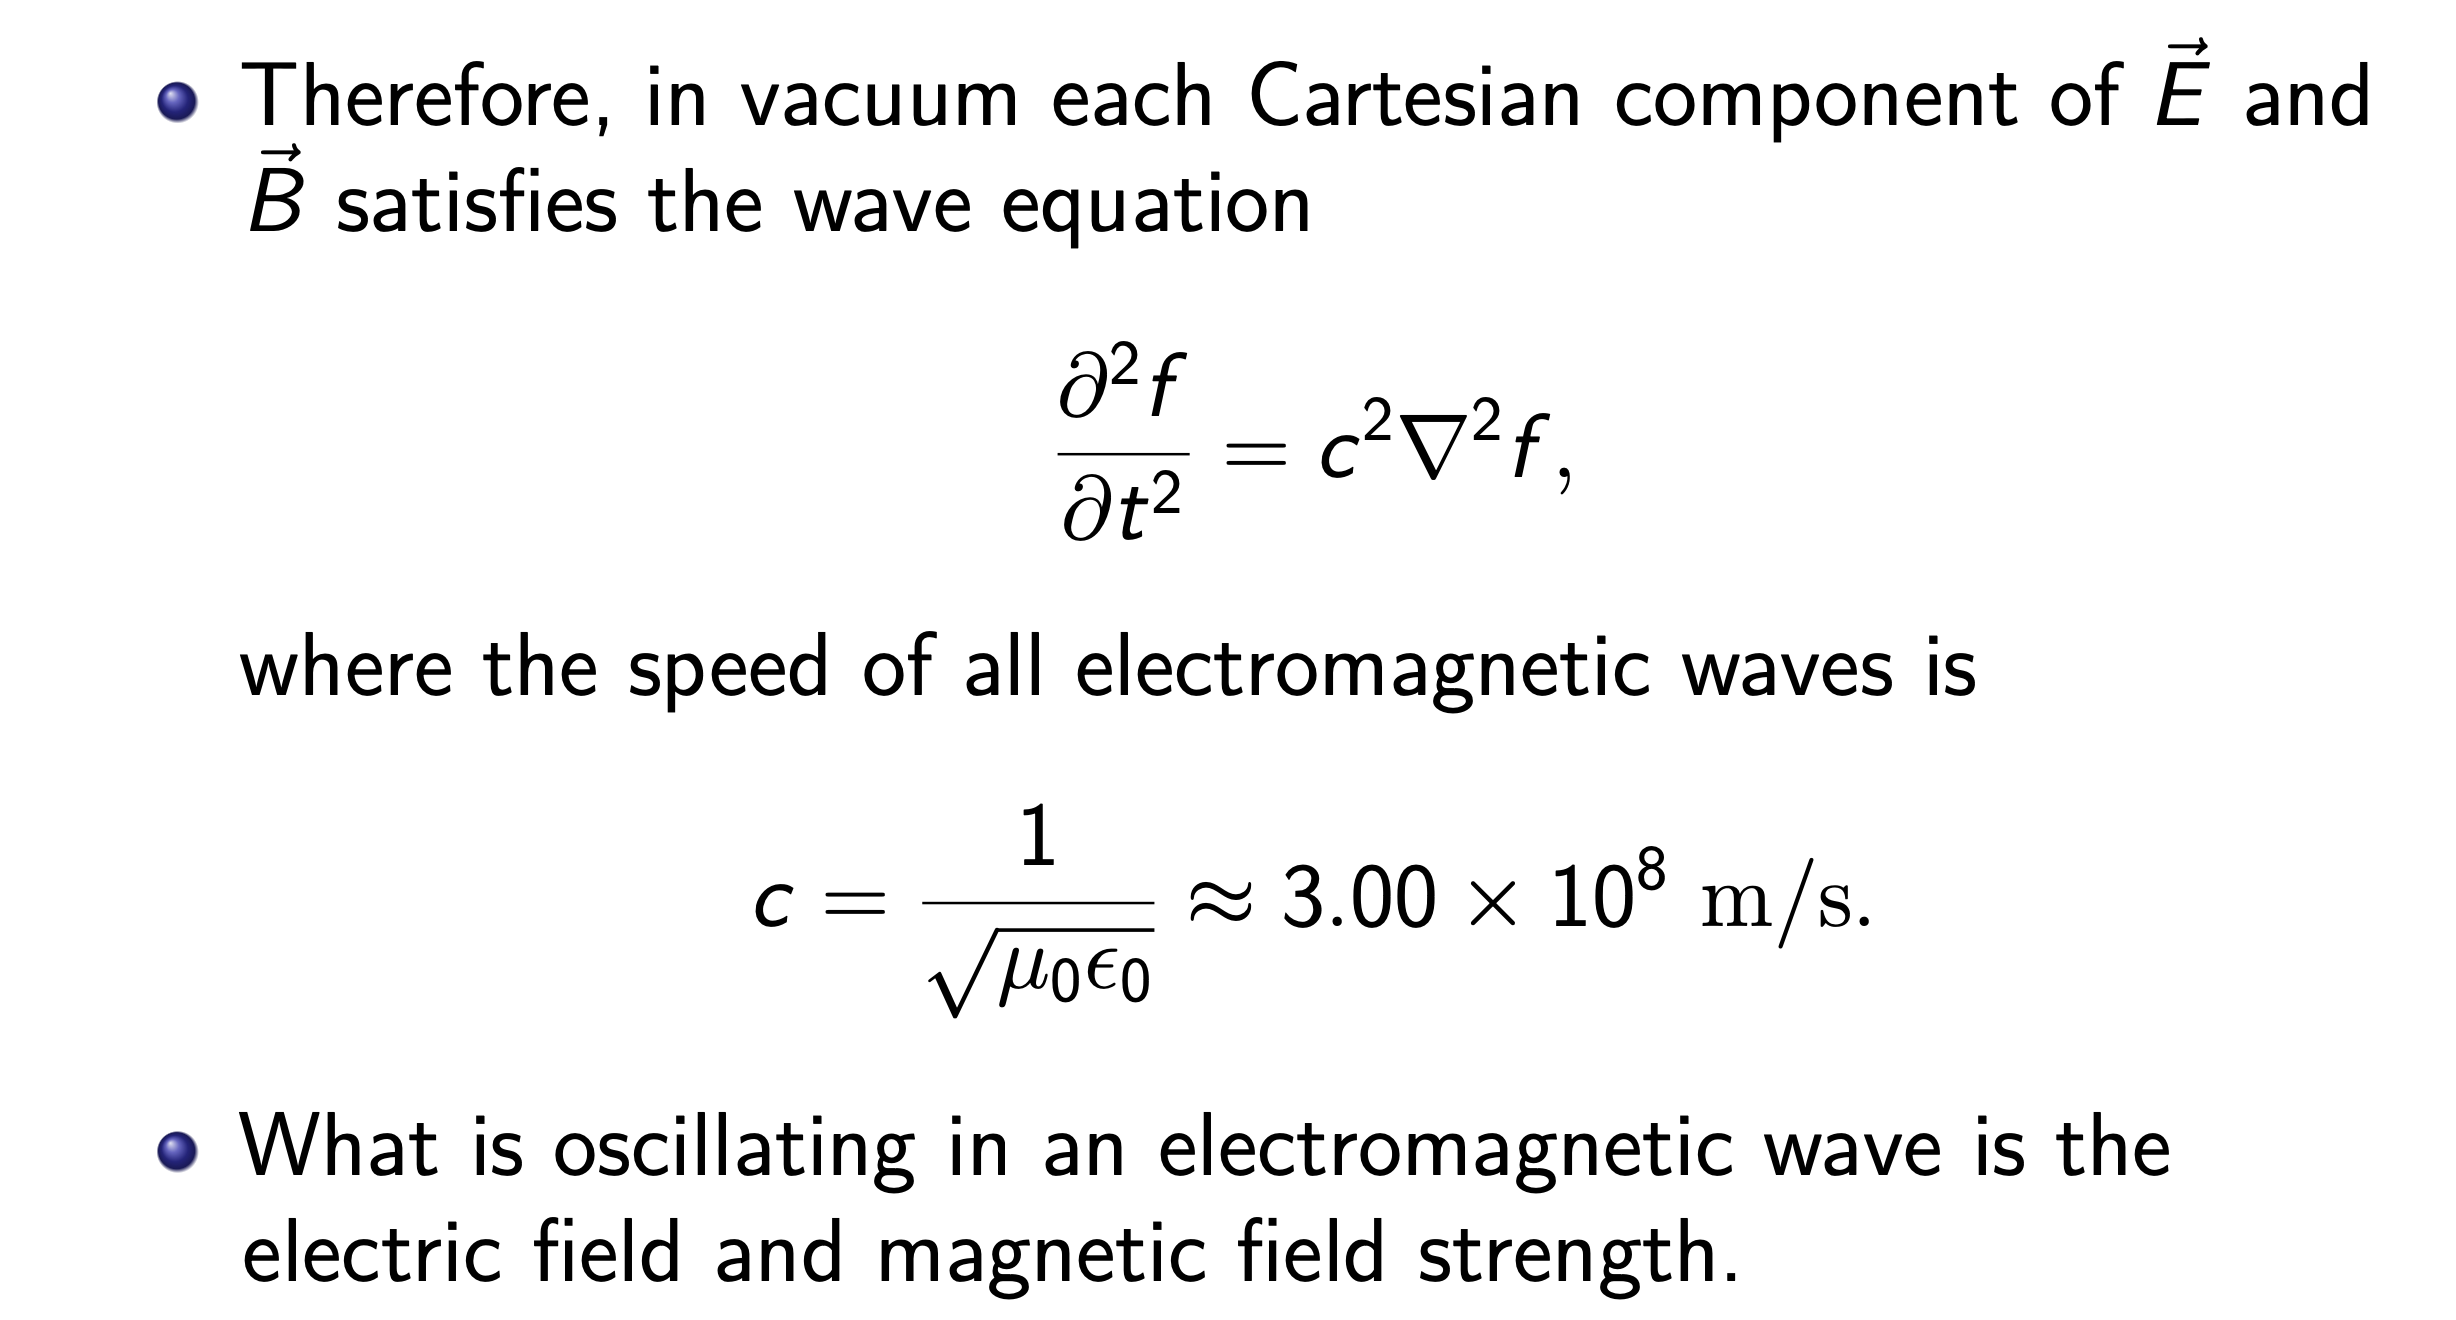 • Therefore, in vacuum each Cartesian component of $\vec{E}$ and
$\vec{B}$ satisfies the wave equation
$\frac{\partial^2 f}{\partial t^2} = c^2 \nabla^2 f,$
where the speed of all electromagnetic waves is
$c = \frac{1}{\sqrt{\mu_0 \epsilon_0}} \approx 3.00 \times 10^8 \text{ m/s}.$
• What is oscillating in an electromagnetic wave is the
electric field and magnetic field strength.